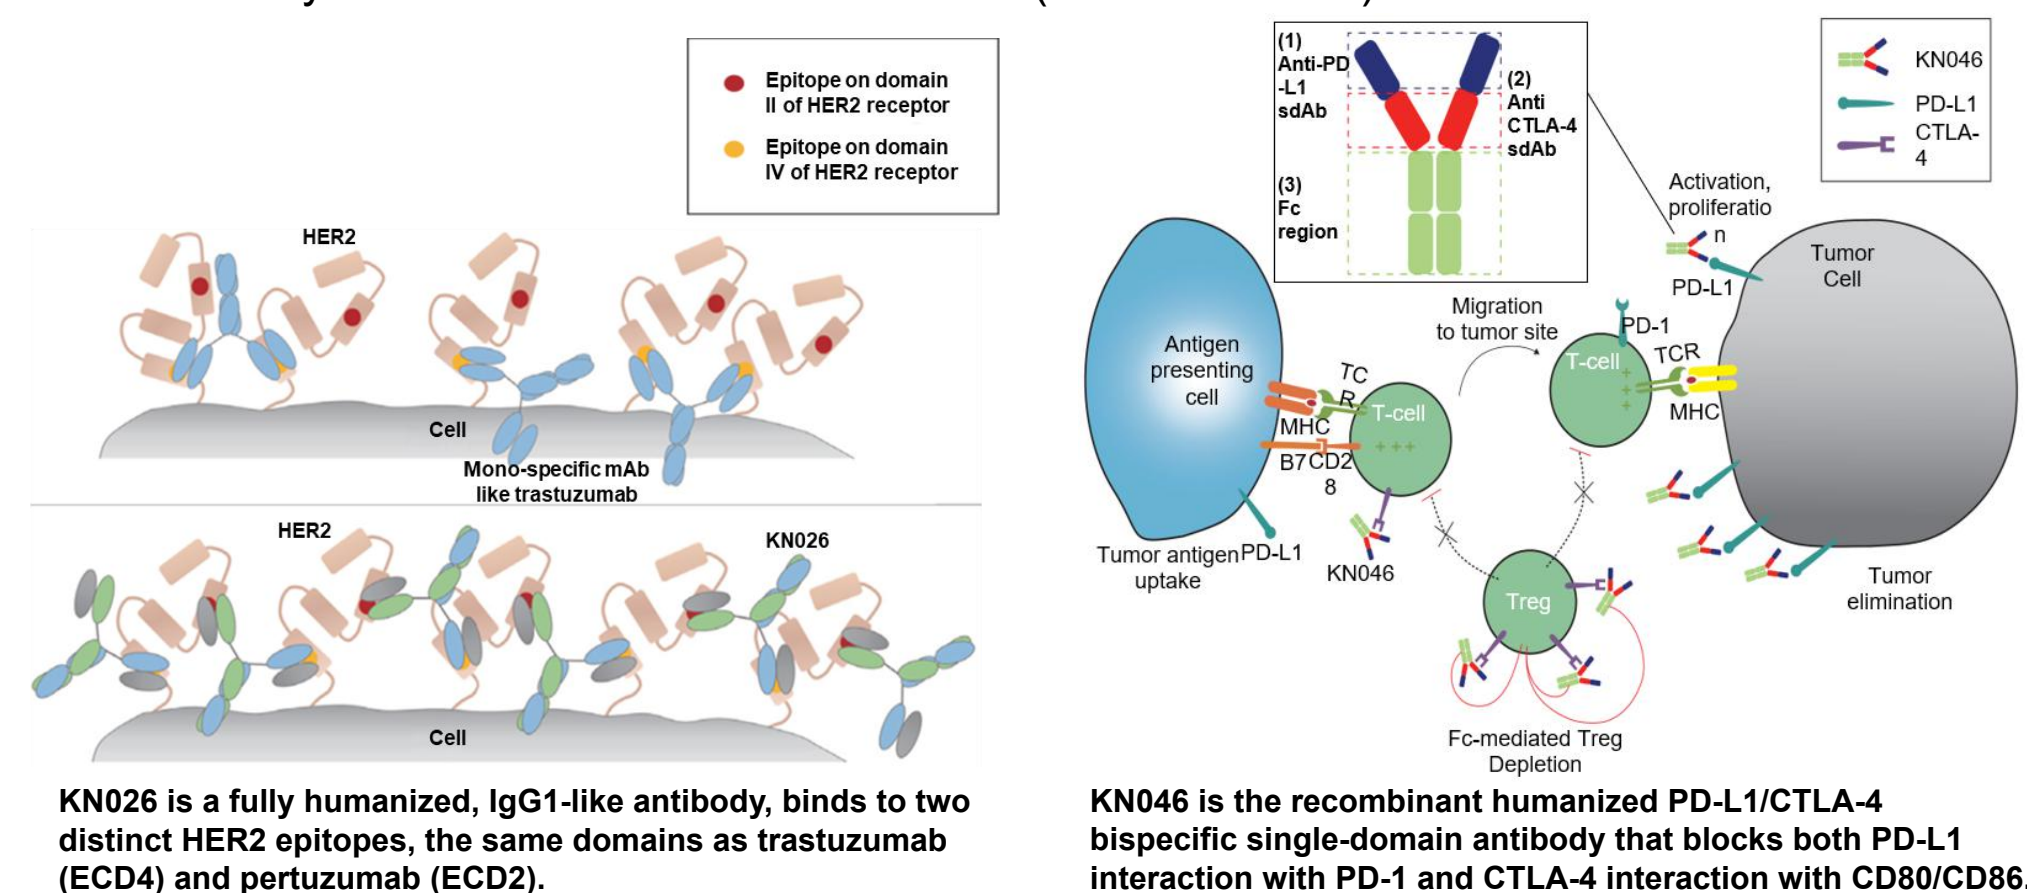 Epitope on domain
II of HER2 receptor
Epitope on domain
IV of HER2 receptor
HER2
Cell
Mono-specific mAb
like trastuzumab
HER2
KN026
Cell
KN026 is a fully humanized, IgG1-like antibody, binds to two
distinct HER2 epitopes, the same domains as trastuzumab
(ECD4) and pertuzumab (ECD2).
(1)
Anti-PD
-L1
sdAb
(2)
Anti
CTLA-4
sdAb
(3)
Fc
region
KN046
PD-L1
CTLA-
4
Activation,
proliferatio
n
PD-L1
Tumor
Cell
Migration
to tumor site
PD-1
T-cell
+
+
+
TCR
MHC
Antigen
presenting
cell
TC
R
MHC
T-cell
+ + +
B7
CD2
8
Tumor antigen
uptake
PD-L1
KN046
Treg
Tumor
elimination
Fc-mediated Treg
Depletion
KN046 is the recombinant humanized PD-L1/CTLA-4
bispecific single-domain antibody that blocks both PD-L1
interaction with PD-1 and CTLA-4 interaction with CD80/CD86.